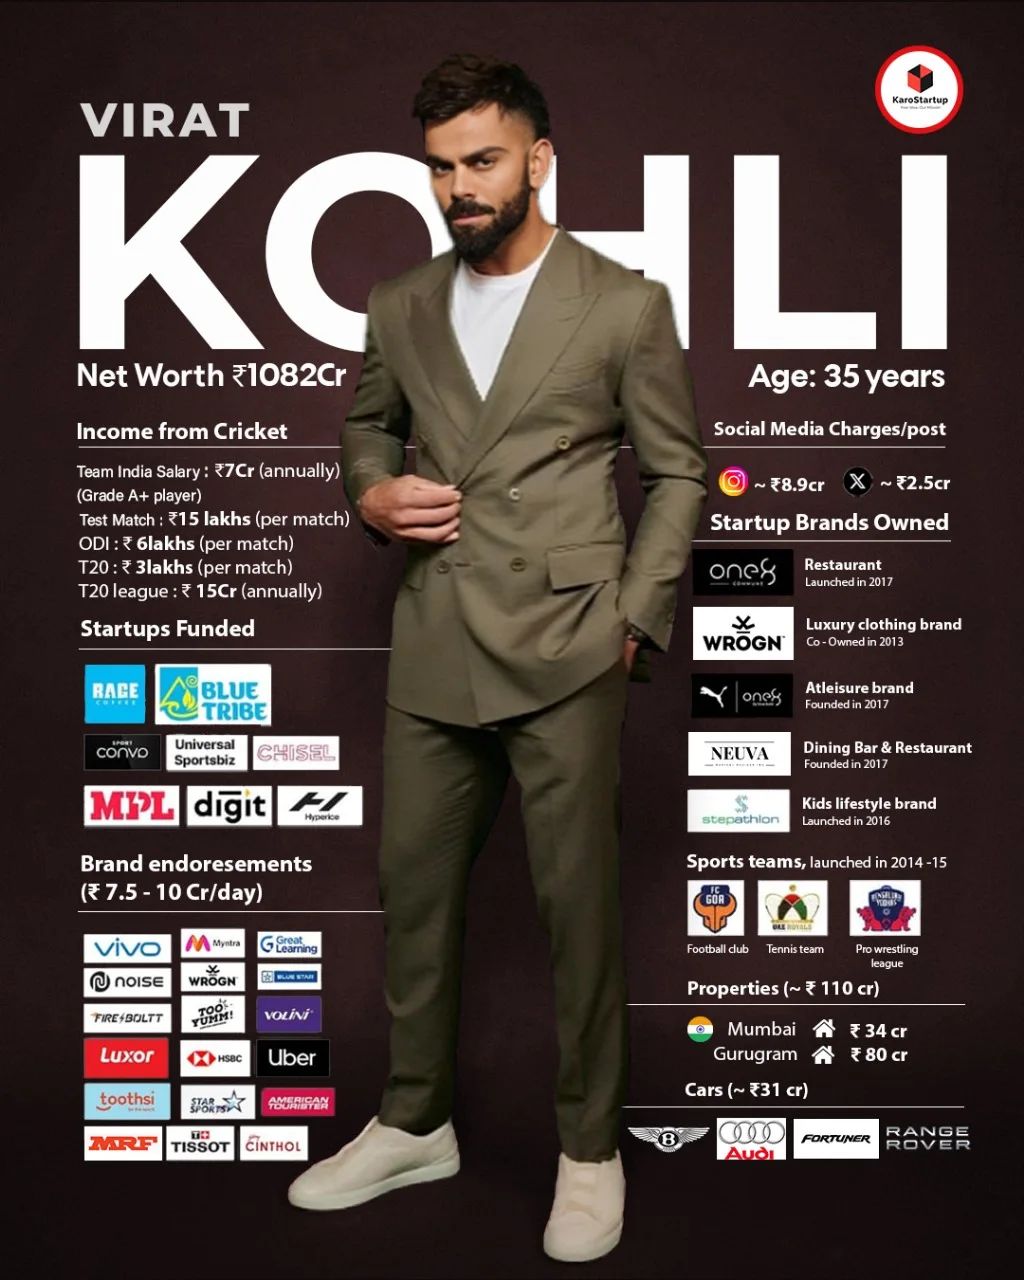 KaroStartup
VIRAT
KOHLI
Net Worth ₹1082Cr
Age: 35 years
Income from Cricket
Team India Salary : ₹7Cr (annually)
(Grade A+ player)
Test Match : ₹15 lakhs (per match)
ODI : ₹ 6lakhs (per match)
T20 : ₹ 3lakhs (per match)
T20 league : ₹ 15Cr (annually)
Startups Funded
RAGE
COFFEE
BLUE
TRIBE
SPORT
CONVO
Universal
Sportsbiz
CHISEL
MPL
digit
Hyperice
Brand endoresements
(₹ 7.5 - 10 Cr/day)
vivo
Myntra
Great
Learning
NOISE
WROGN
BLUE STAR
FIRE BOLTT
TOO
YUMM!
VOLINI
Luxor
HSBC
Uber
toothsi
STAR
SPORTS
AMERICAN
TOURISTER
MRF
TISSOT
CINTHOL
Social Media Charges/post
~ ₹8.9cr
X
~ ₹2.5cr
Startup Brands Owned
one8
COMMUNE
Restaurant
Launched in 2017
WROGN
Luxury clothing brand
Co - Owned in 2013
one8
Atleisure brand
Founded in 2017
NEUVA
Dining Bar & Restaurant
Founded in 2017
stepathlon
Kids lifestyle brand
Launched in 2016
Sports teams, launched in 2014 -15
FC
GOA
UAE ROYALS
BENGALURU
YODHAS
Football club
Tennis team
Pro wrestling
league
Properties (~ ₹ 110 cr)
Mumbai ₹ 34 cr
Gurugram ₹ 80 cr
Cars (~ ₹31 cr)
B
Audi
FORTUNER
RANGE
ROVER